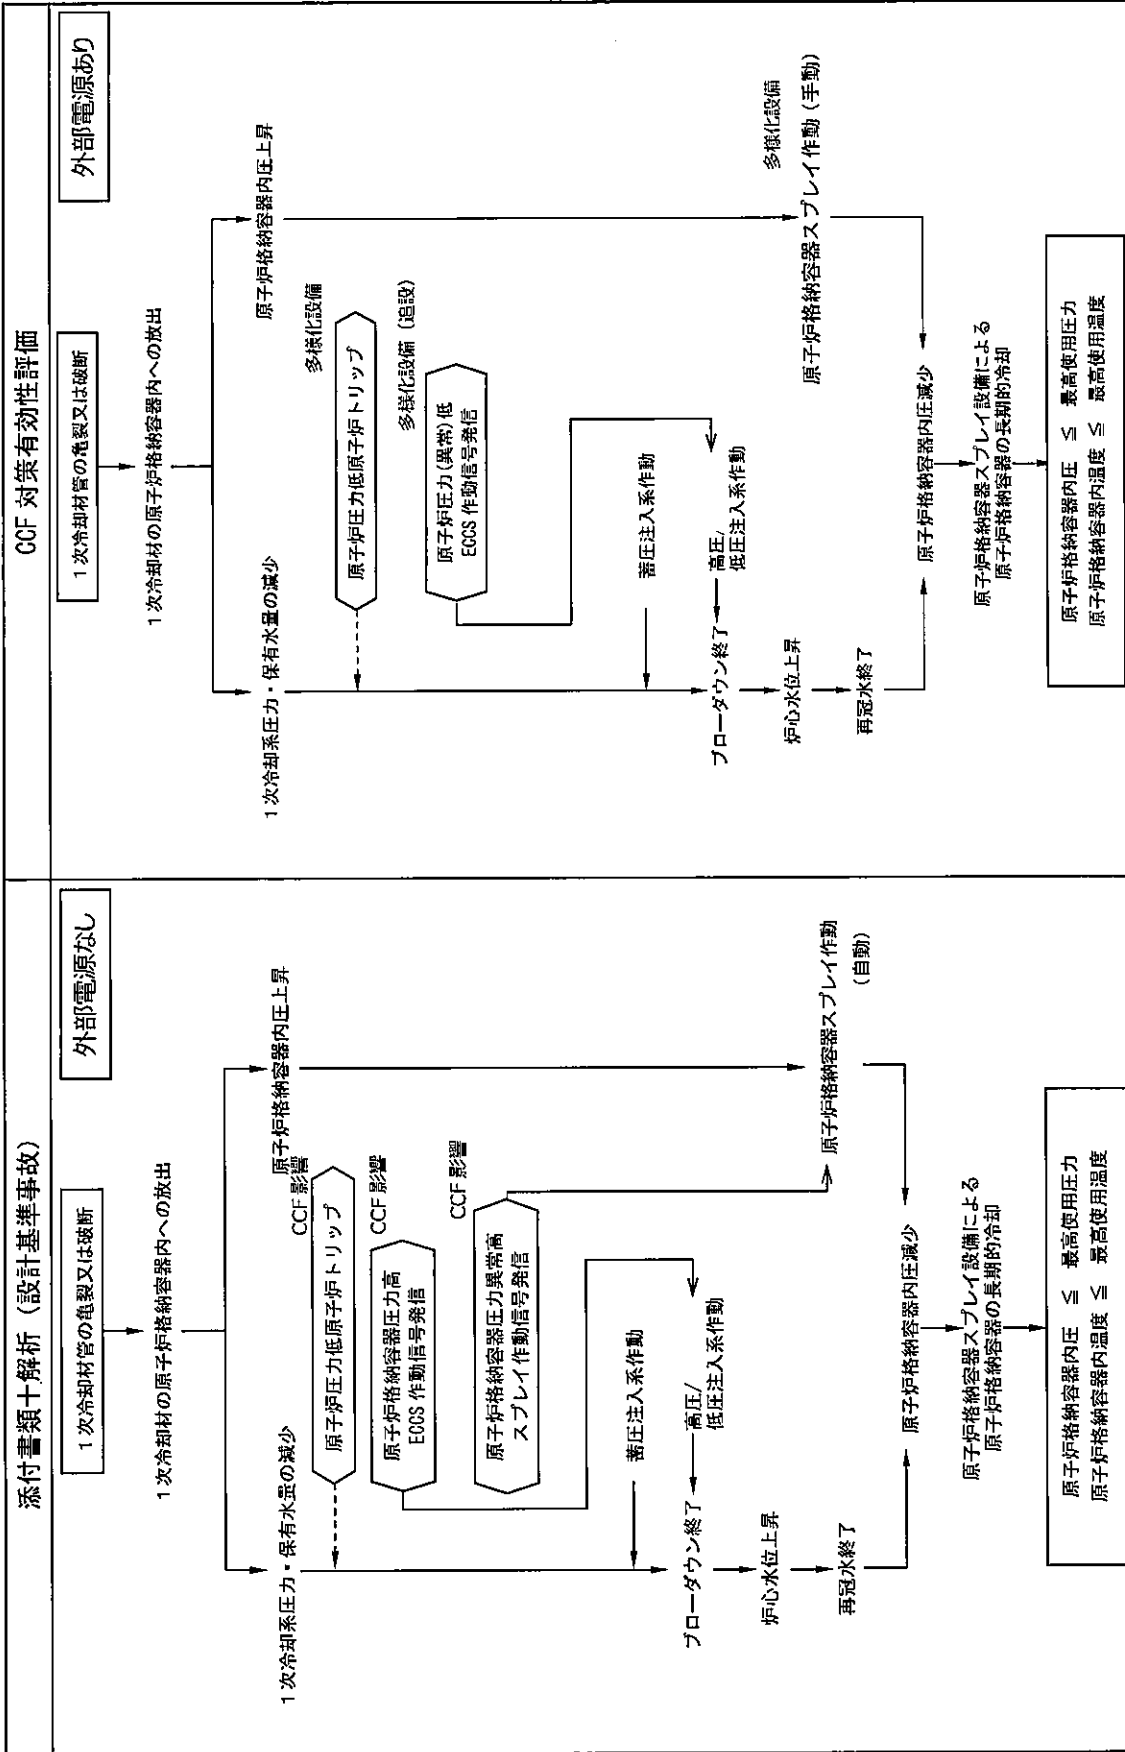 添付書類十解析（設計基準事故）
外部電源なし
1次冷却材管の亀裂又は破断
1次冷却材の原子炉格納容器内への放出
1次冷却系圧力・保有水量の減少
原子炉格納容器内圧上昇
CCF 影響
原子炉圧力低原子炉トリップ
CCF 影響
原子炉格納容器圧力高
ECCS 作動信号発信
CCF 影響
原子炉格納容器圧力異常高
スプレイ作動信号発信
蓄圧注入系作動
高圧/
低圧注入系作動
ブローダウン終了
炉心水位上昇
再冠水終了
原子炉格納容器スプレイ作動
（自動）
原子炉格納容器内圧減少
原子炉格納容器スプレイ設備による
原子炉格納容器の長期的冷却
原子炉格納容器内圧 ≦ 最高使用圧力
原子炉格納容器内温度 ≦ 最高使用温度
CCF 対策有効性評価
外部電源あり
1次冷却材管の亀裂又は破断
1次冷却材の原子炉格納容器内への放出
1次冷却系圧力・保有水量の減少
原子炉格納容器内圧上昇
多様化設備
原子炉圧力低原子炉トリップ
多様化設備（追設）
原子炉圧力(異常)低
ECCS 作動信号発信
蓄圧注入系作動
高圧/
低圧注入系作動
ブローダウン終了
炉心水位上昇
再冠水終了
多様化設備
原子炉格納容器スプレイ作動（手動）
原子炉格納容器内圧減少
原子炉格納容器スプレイ設備による
原子炉格納容器の長期的冷却
原子炉格納容器内圧 ≦ 最高使用圧力
原子炉格納容器内温度 ≦ 最高使用温度